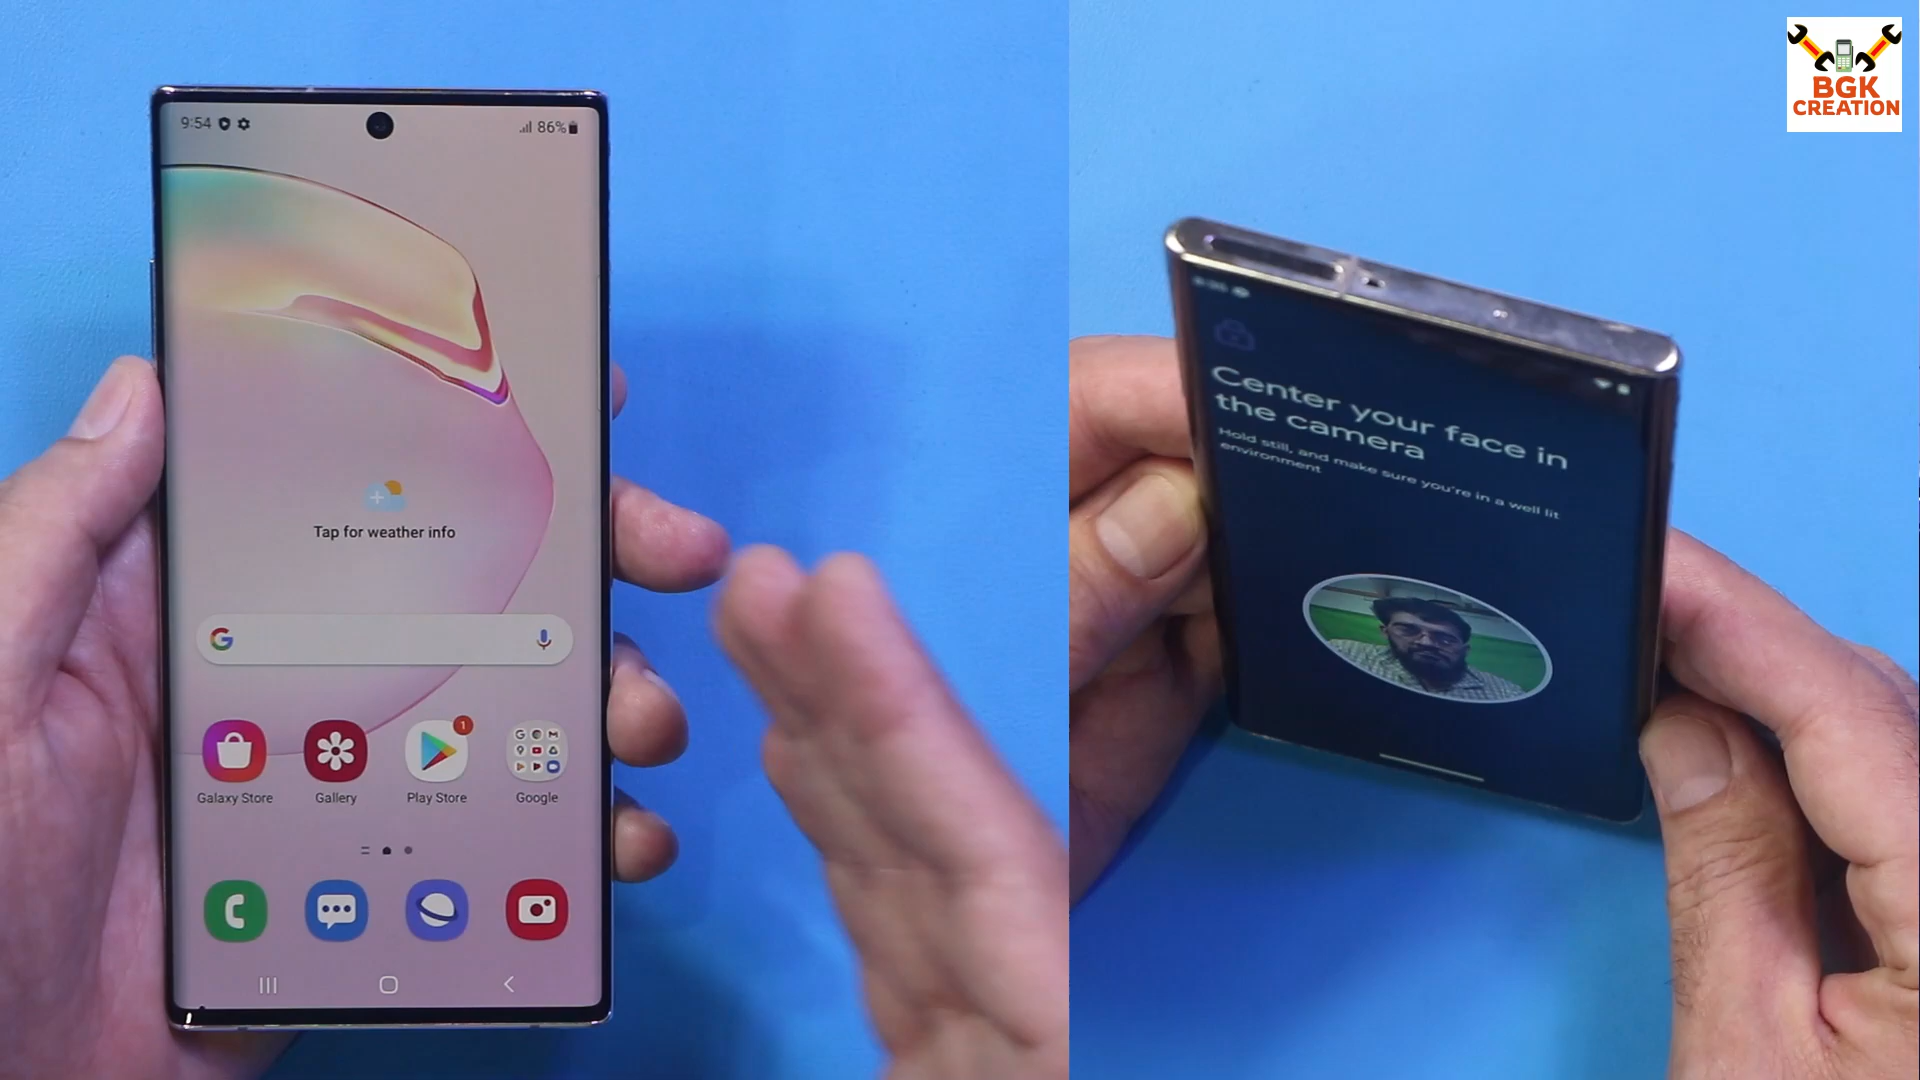 9:54
86%
Tap for weather info
1
Galaxy Store
Gallery
Play Store
Google
Center your face in
the camera
Hold still, and make sure you're in a well lit
environment
BGK
CREATION